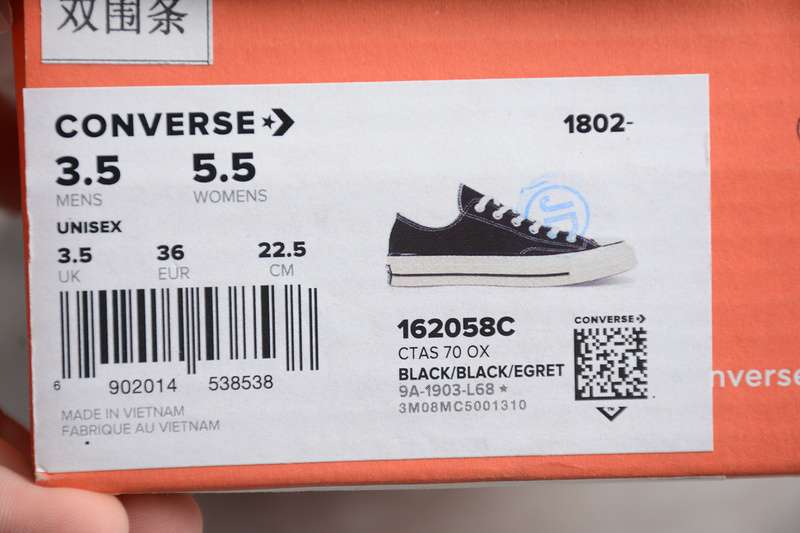 双围条
CONVERSE
1802-
3.5
5.5
MENS
WOMENS
UNISEX
3.5
36
22.5
UK
EUR
CM
6 902014 538538
MADE IN VIETNAM
FABRIQUE AU VIETNAM
162058C
CTAS 70 OX
BLACK/BLACK/EGRET
9A-1903-L68 *
3M08MC5001310
CONVERSE
nverse